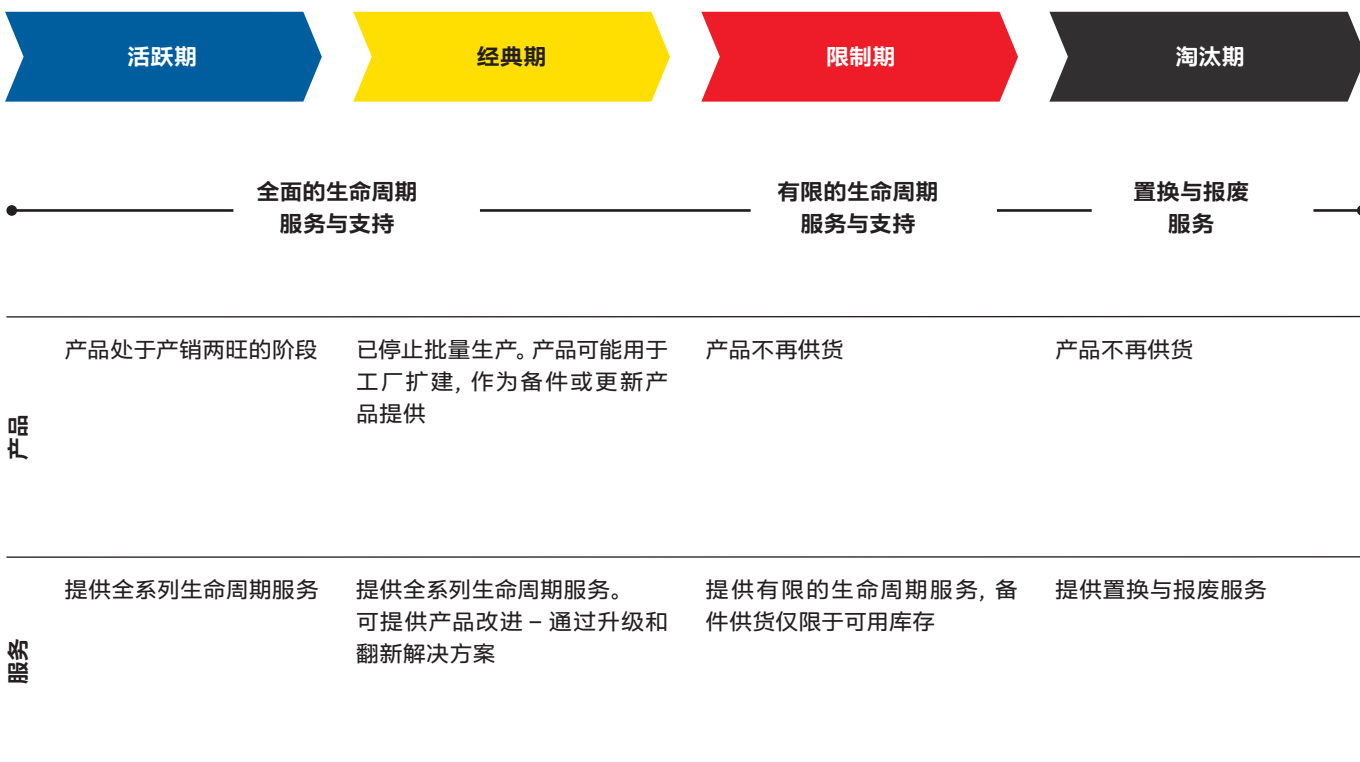 活跃期
经典期
限制期
淘汰期
全面的生命周期
服务与支持
有限的生命周期
服务与支持
置换与报废
服务
产品
产品处于产销两旺的阶段
已停止批量生产。产品可能用于
工厂扩建, 作为备件或更新产
品提供
产品不再供货
产品不再供货
服务
提供全系列生命周期服务
提供全系列生命周期服务。
可提供产品改进 – 通过升级和
翻新解决方案
提供有限的生命周期服务, 备
件供货仅限于可用库存
提供置换与报废服务